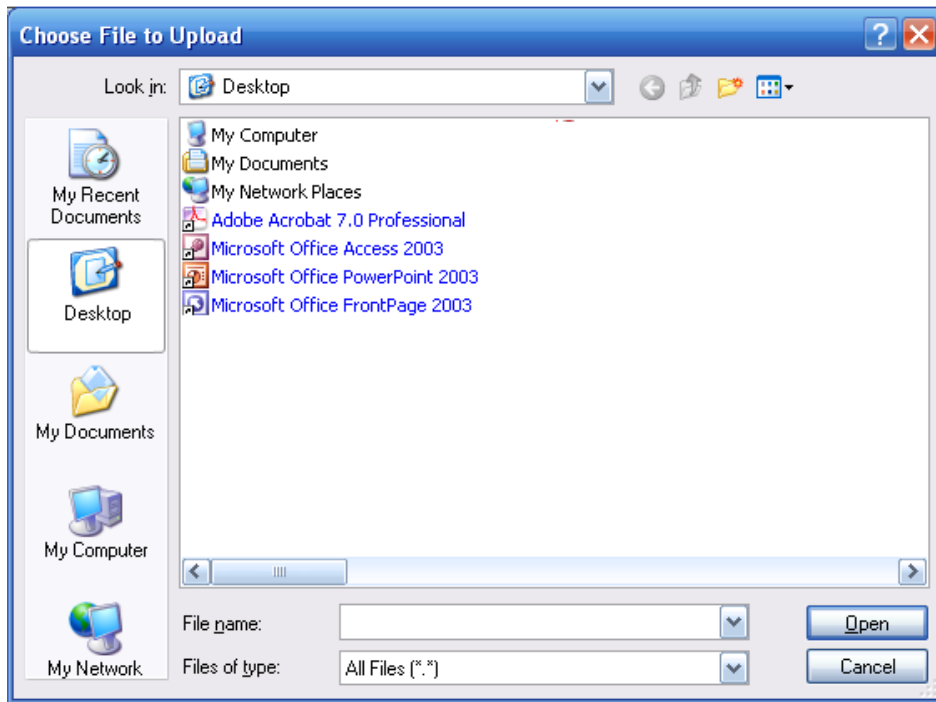 Choose File to Upload
Look in: Desktop
My Recent
Documents
Desktop
My Documents
My Computer
My Network
My Computer
My Documents
My Network Places
Adobe Acrobat 7.0 Professional
Microsoft Office Access 2003
Microsoft Office PowerPoint 2003
Microsoft Office FrontPage 2003
File name:
Open
Files of type: All Files (*.*)
Cancel